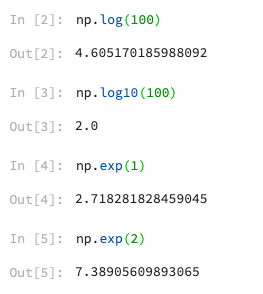 In [2]: np.log(100)
Out[2]: 4.605170185988092
In [3]: np.log10(100)
Out[3]: 2.0
In [4]: np.exp(1)
Out[4]: 2.718281828459045
In [5]: np.exp(2)
Out[5]: 7.38905609893065